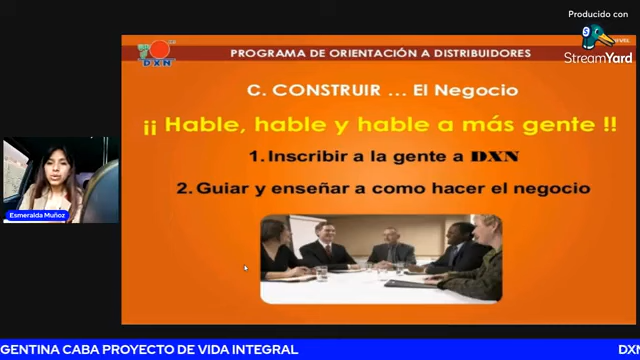 Producido con
StreamYard
DXN
PROGRAMA DE ORIENTACIÓN A DISTRIBUIDORES
C. CONSTRUIR ... El Negocio
¡¡ Hable, hable y hable a más gente !!
1. Inscribir a la gente a DXN
2. Guiar y enseñar a como hacer el negocio
Esmeralda Muñoz
GENTINA CABA PROYECTO DE VIDA INTEGRAL
DXN